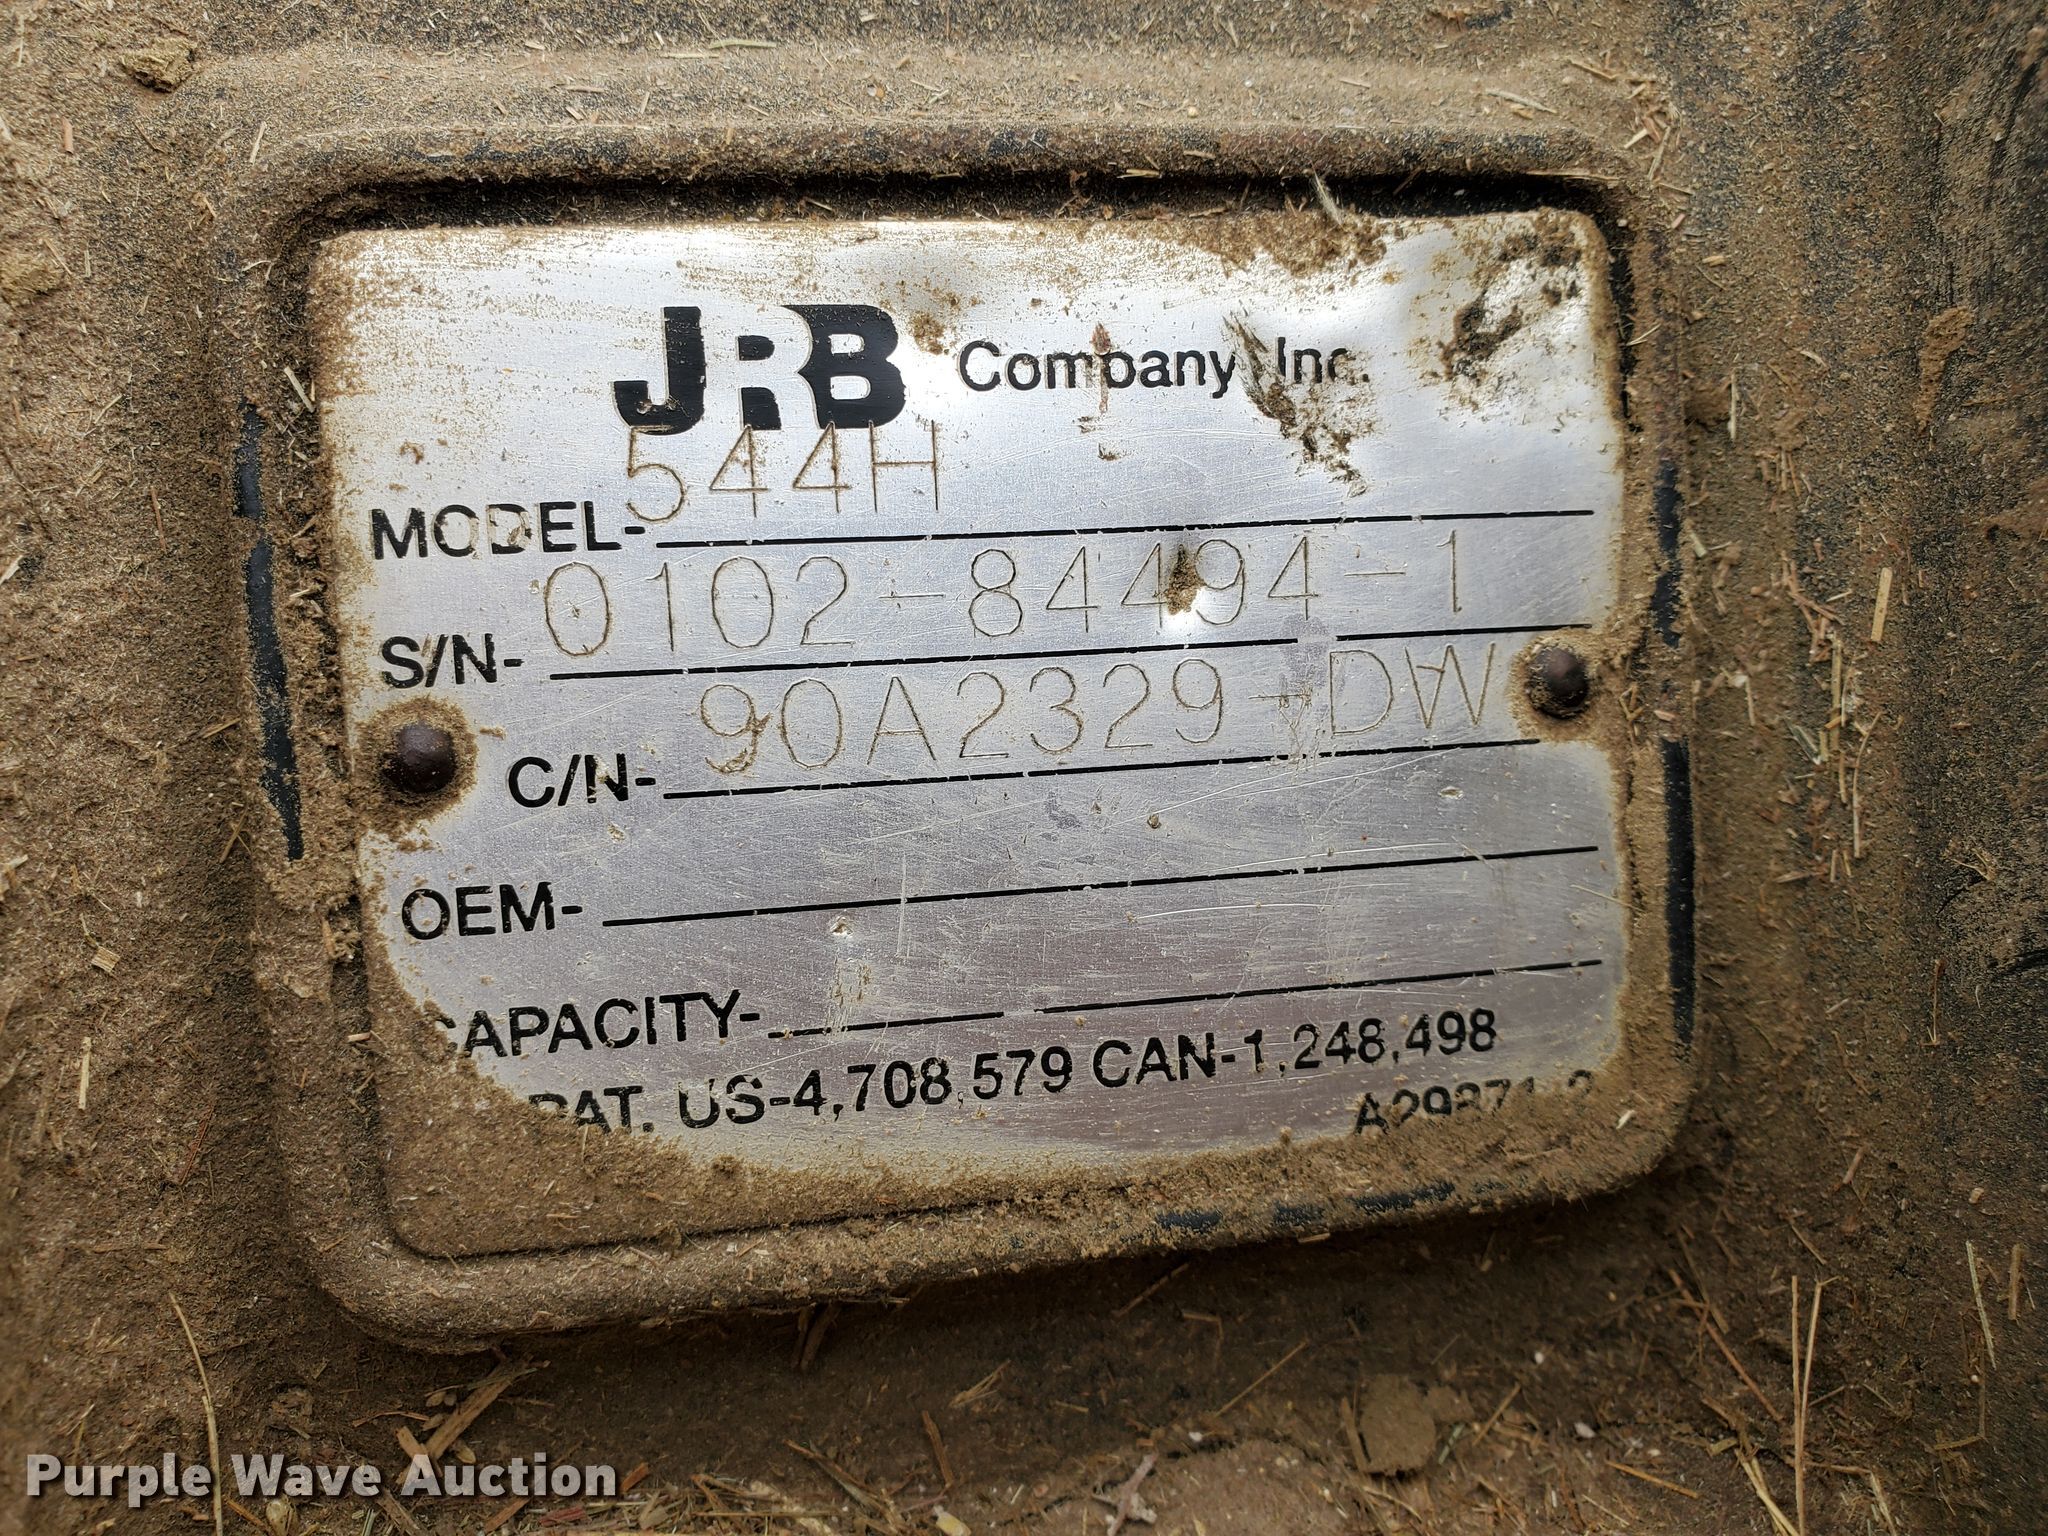 JRB Company, Inc.
MODEL- 544H
S/N- 0102-84494-1
C/N- 90A2329-DW
OEM-
CAPACITY-
PAT. US-4,708,579 CAN-1,248,498
Purple Wave Auction